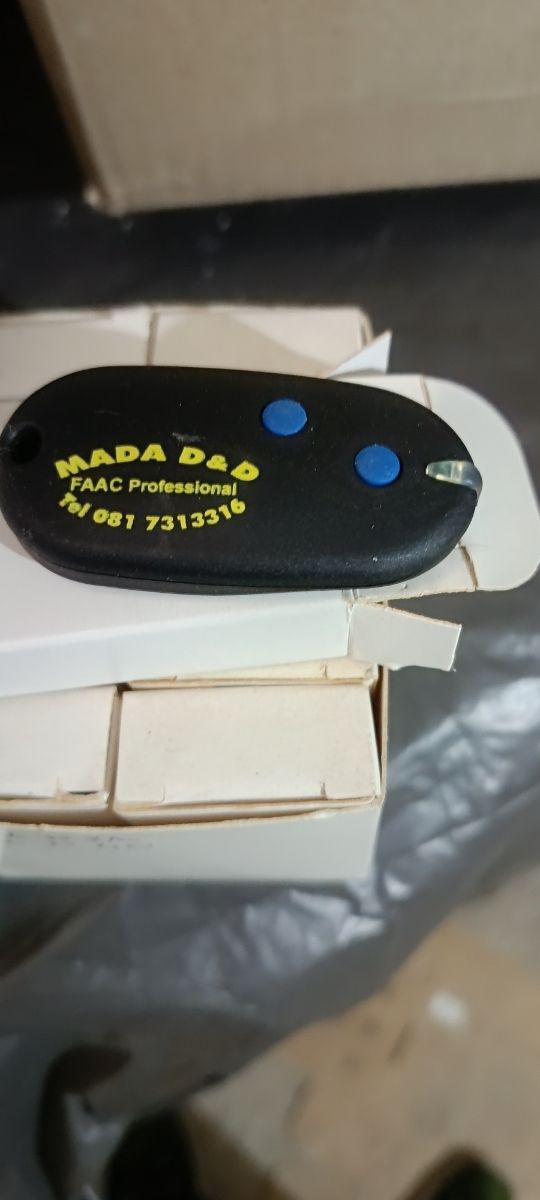 MADA D&D
FAAC Professional
Tel 081 7313316